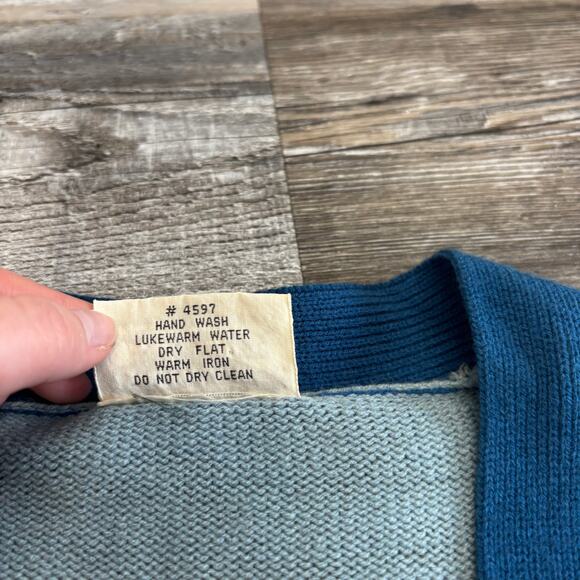 # 4597
HAND WASH
LUKEWARM WATER
DRY FLAT
WARM IRON
DO NOT DRY CLEAN